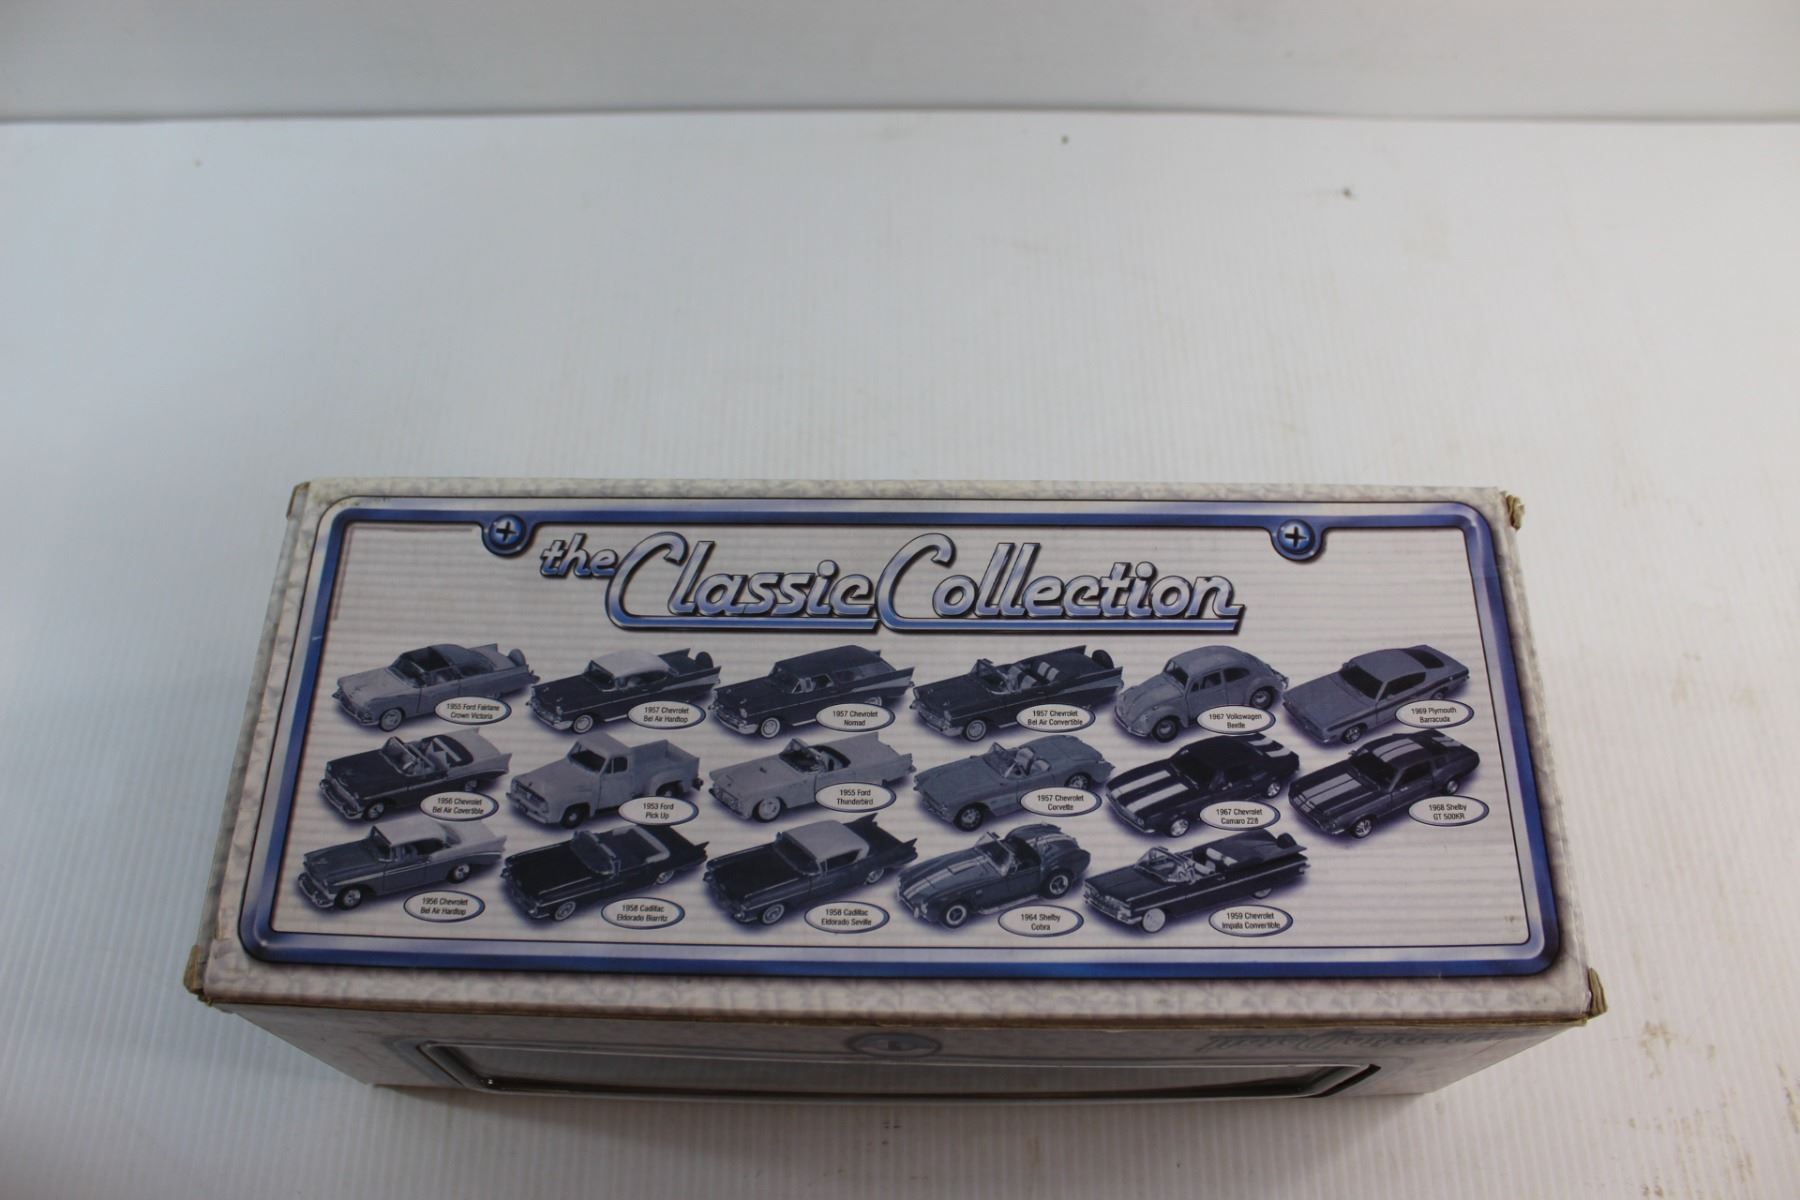 the Classic Collection
1955 Ford Fairlane
Crown Victoria
1957 Chevrolet
Bel Air Hardtop
1957 Chevrolet
Nomad
1957 Chevrolet
Bel Air Convertible
1967 Volkswagen
Beetle
1969 Plymouth
Barracuda
1956 Chevrolet
Bel Air Covertible
1953 Ford
Pick Up
1955 Ford
Thunderbird
1957 Chevrolet
Corvette
1967 Chevrolet
Camaro Z28
1968 Shelby
GT 500KR
1956 Chevrolet
Bel Air Hardtop
1958 Cadillac
Eldorado Biarritz
1958 Cadillac
Eldorado Seville
1964 Shelby
Cobra
1959 Chevrolet
Impala Convertible